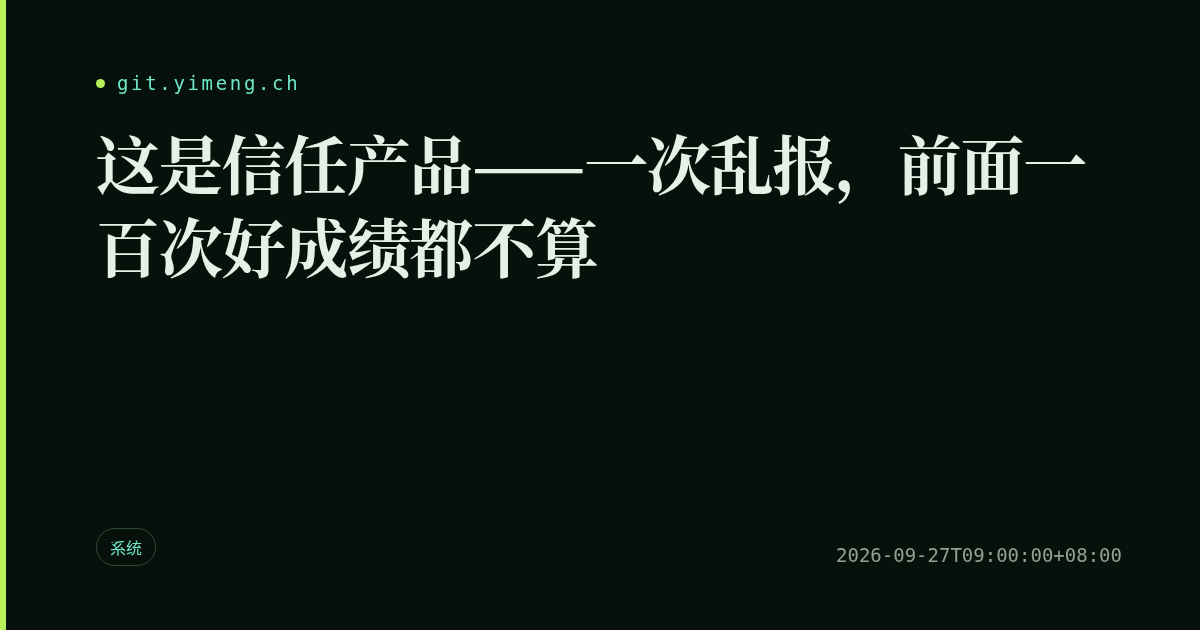 git.yimeng.ch
这是信任产品——一次乱报，前面一
百次好成绩都不算
系统
2026-09-27T09:00:00+08:00